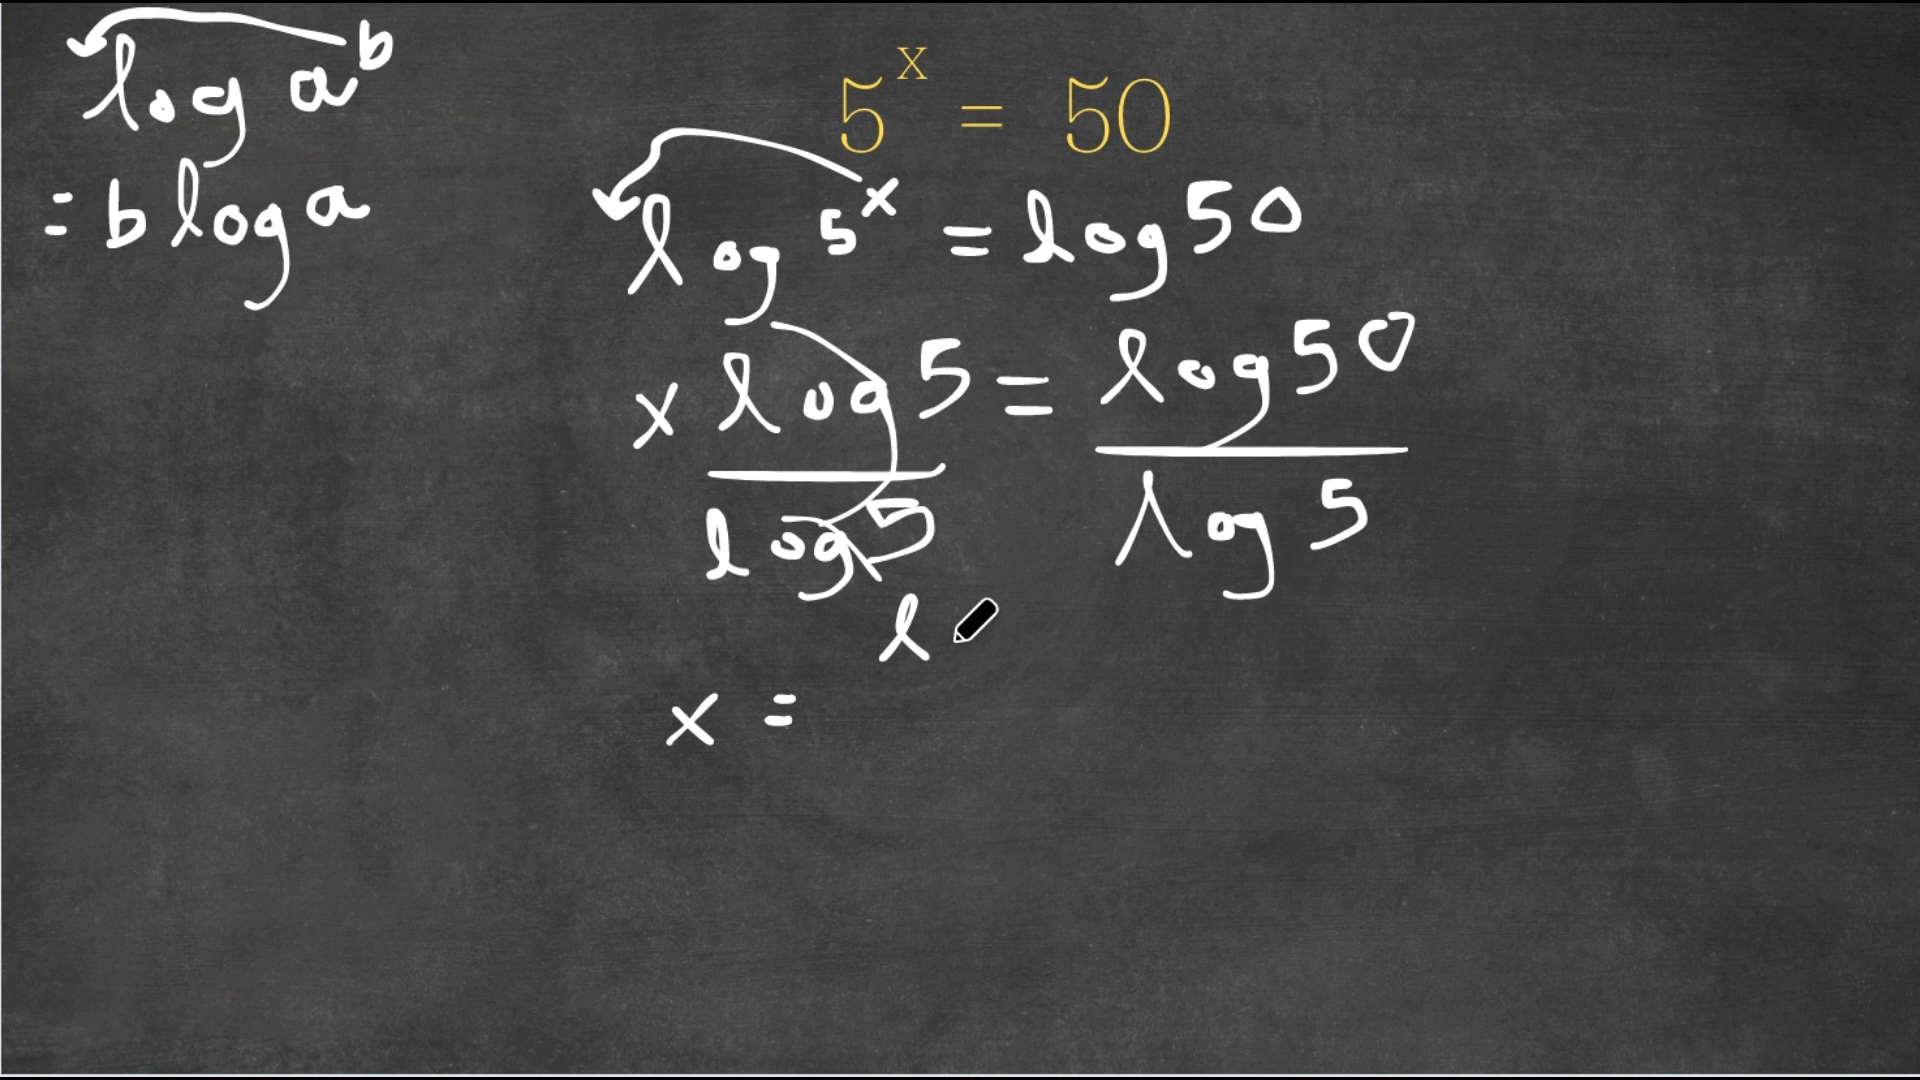 log a^b
= b log a
5^x = 50
log 5^x = log 50
x log 5 = log 50
log 5 log 5
l
x =